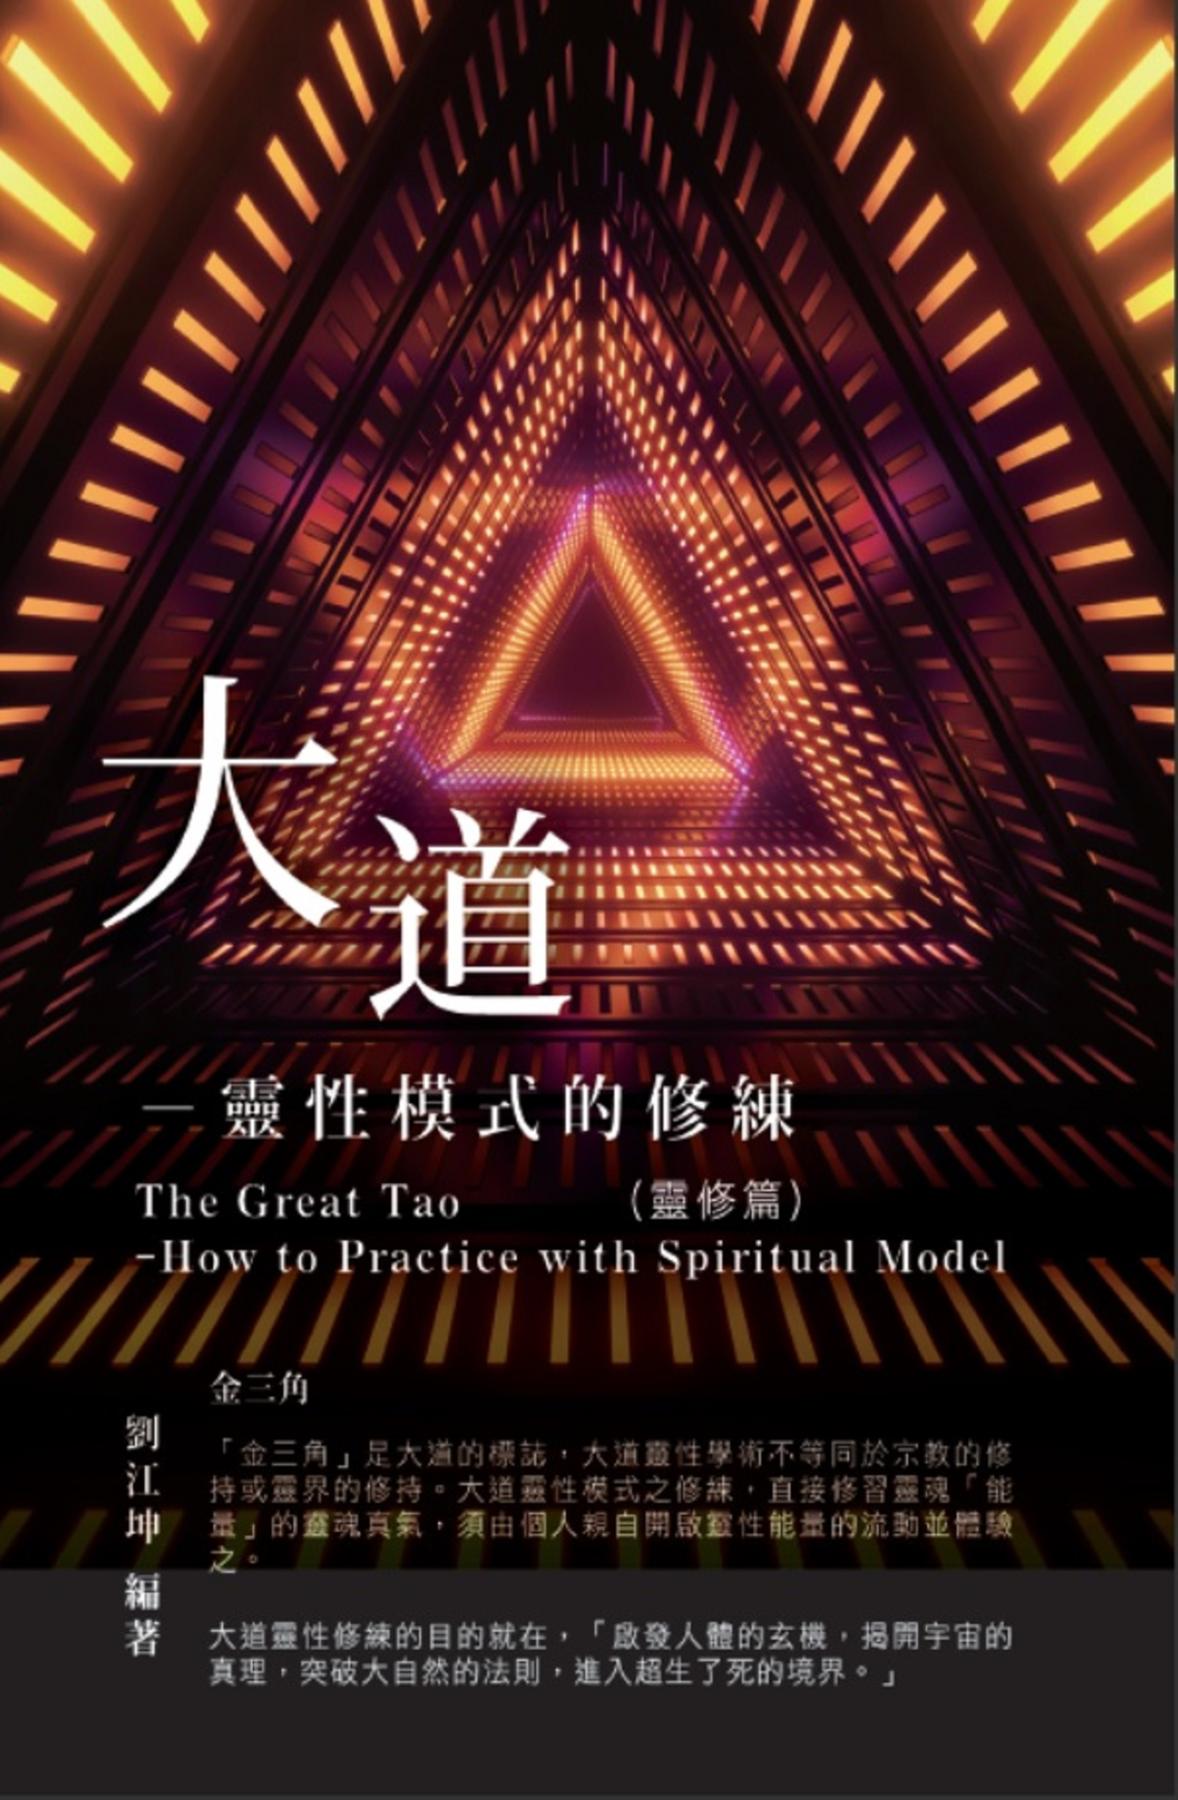 大道
—靈性模式的修練
The Great Tao （靈修篇）
-How to Practice with Spiritual Model
劉江坤 編著
金三角
「金三角」是大道的標誌，大道靈性學術不等同於宗教的修
持或靈界的修持。大道靈性模式之修練，直接修習靈魂「能
量」的靈魂真氣，須由個人親自開啟靈性能量的流動並體驗
之。
大道靈性修練的目的就在，「啟發人體的玄機，揭開宇宙的
真理，突破大自然的法則，進入超生了死的境界。」